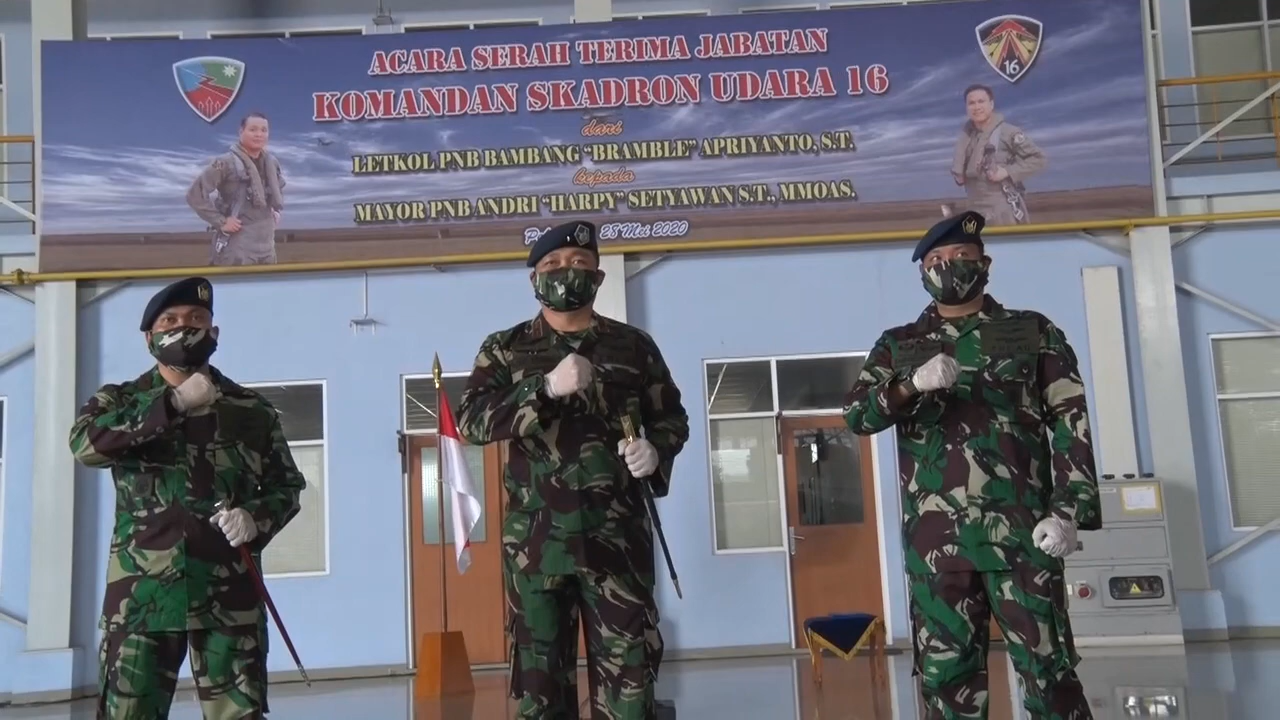 ACARA SERAH TERIMA JABATAN
KOMANDAN SKADRON UDARA 16
dari
LETKOL PNB BAMBANG "BRAMBLE" APRIYANTO, S.T.
kepada
MAYOR PNB ANDRI "HARPY" SETYAWAN S.T., MMOAS.
28 Mei 2020
16